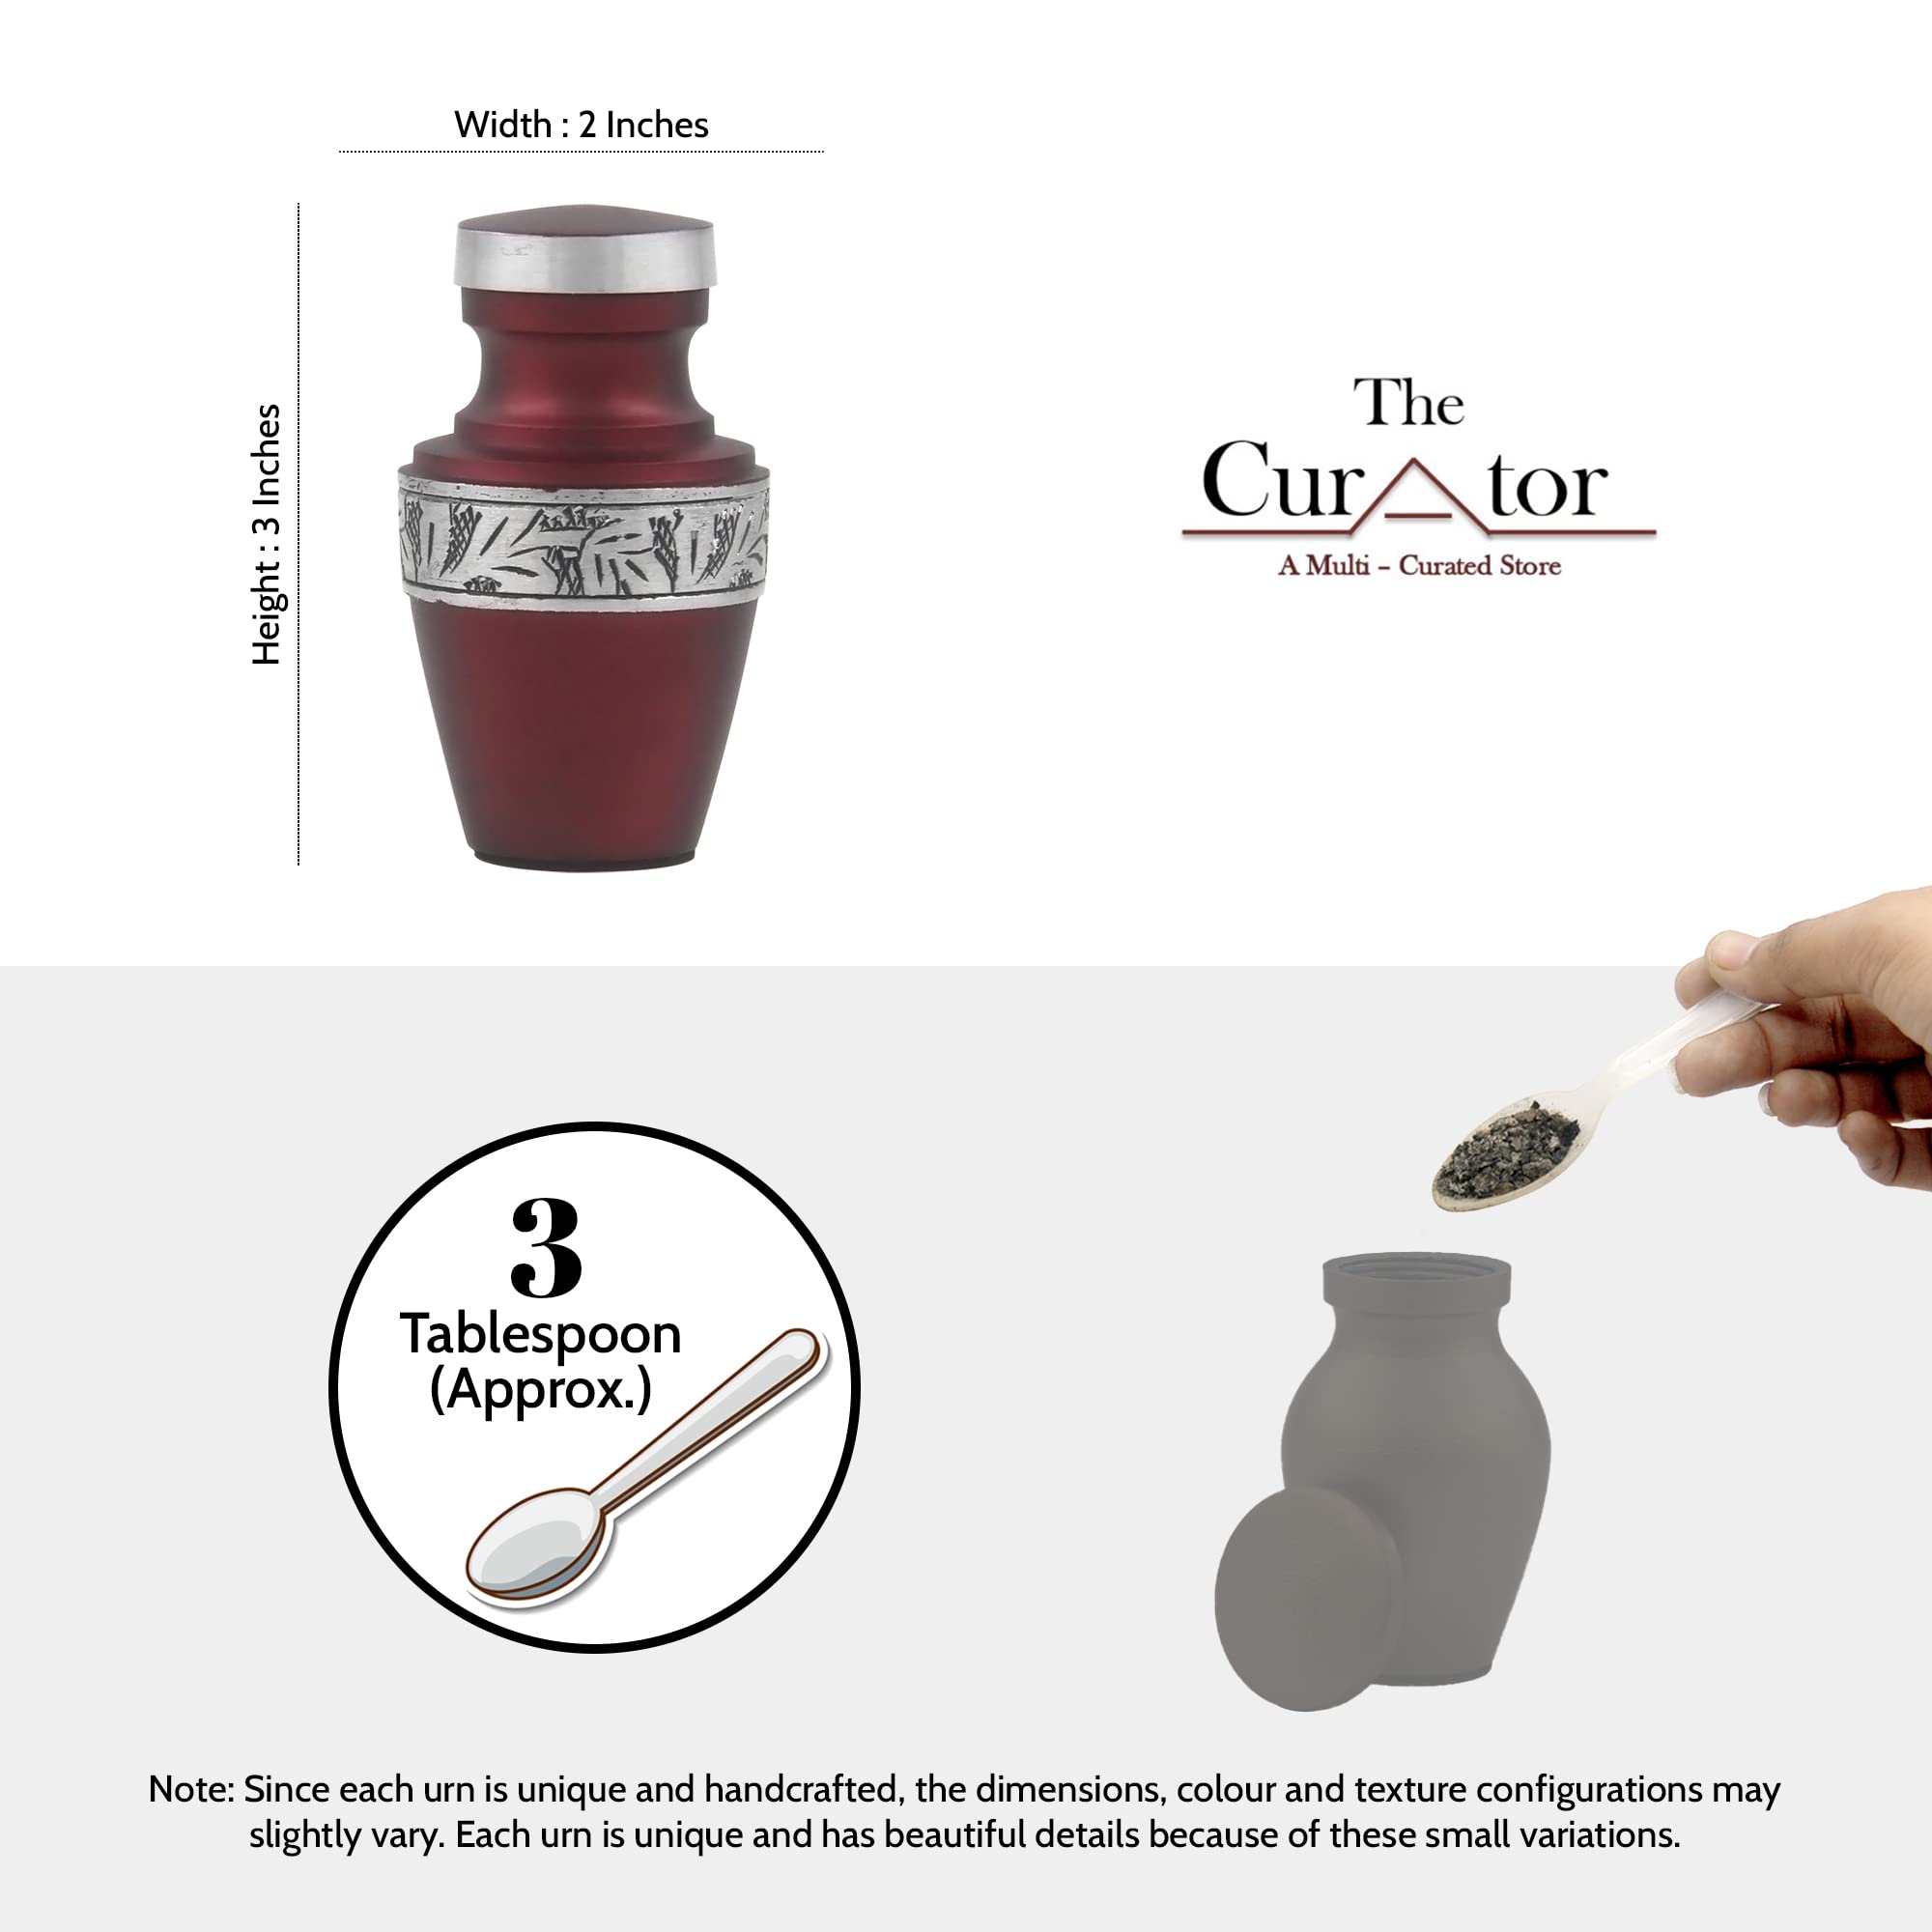 Width : 2 Inches
Height : 3 Inches
The
Curator
A Multi – Curated Store
3
Tablespoon
(Approx.)
Note: Since each urn is unique and handcrafted, the dimensions, colour and texture configurations may
slightly vary. Each urn is unique and has beautiful details because of these small variations.